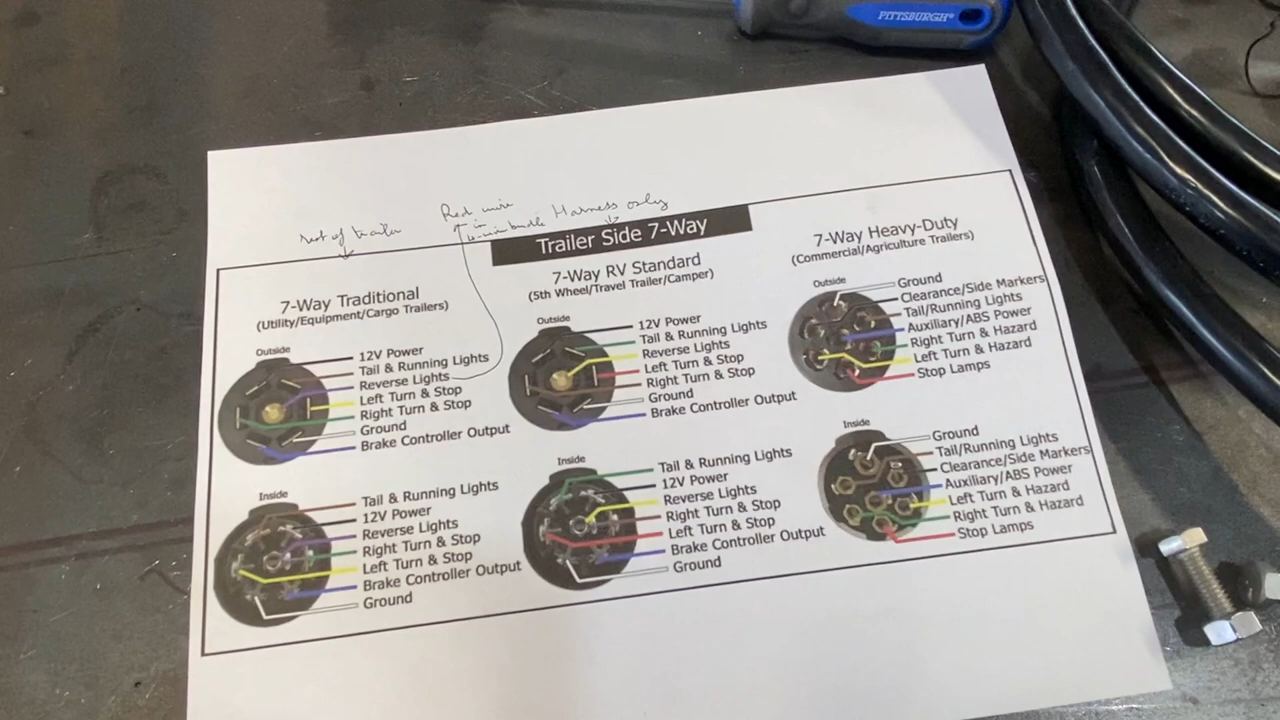 PITTSBURGH®
Red wire
in
Harness only
rest of trailer
Trailer Side 7-Way
7-Way Traditional
(Utility/Equipment/Cargo Trailers)
Outside
12V Power
Tail & Running Lights
Reverse Lights
Left Turn & Stop
Right Turn & Stop
Ground
Brake Controller Output
Inside
Tail & Running Lights
12V Power
Reverse Lights
Right Turn & Stop
Left Turn & Stop
Brake Controller Output
Ground
7-Way RV Standard
(5th Wheel/Travel Trailer/Camper)
Outside
12V Power
Tail & Running Lights
Reverse Lights
Left Turn & Stop
Right Turn & Stop
Ground
Brake Controller Output
Inside
Tail & Running Lights
12V Power
Reverse Lights
Right Turn & Stop
Left Turn & Stop
Brake Controller Output
Ground
7-Way Heavy-Duty
(Commercial/Agriculture Trailers)
Outside
Ground
Clearance/Side Markers
Tail/Running Lights
Auxiliary/ABS Power
Right Turn & Hazard
Left Turn & Hazard
Stop Lamps
Inside
Ground
Tail/Running Lights
Clearance/Side Markers
Auxiliary/ABS Power
Left Turn & Hazard
Right Turn & Hazard
Stop Lamps